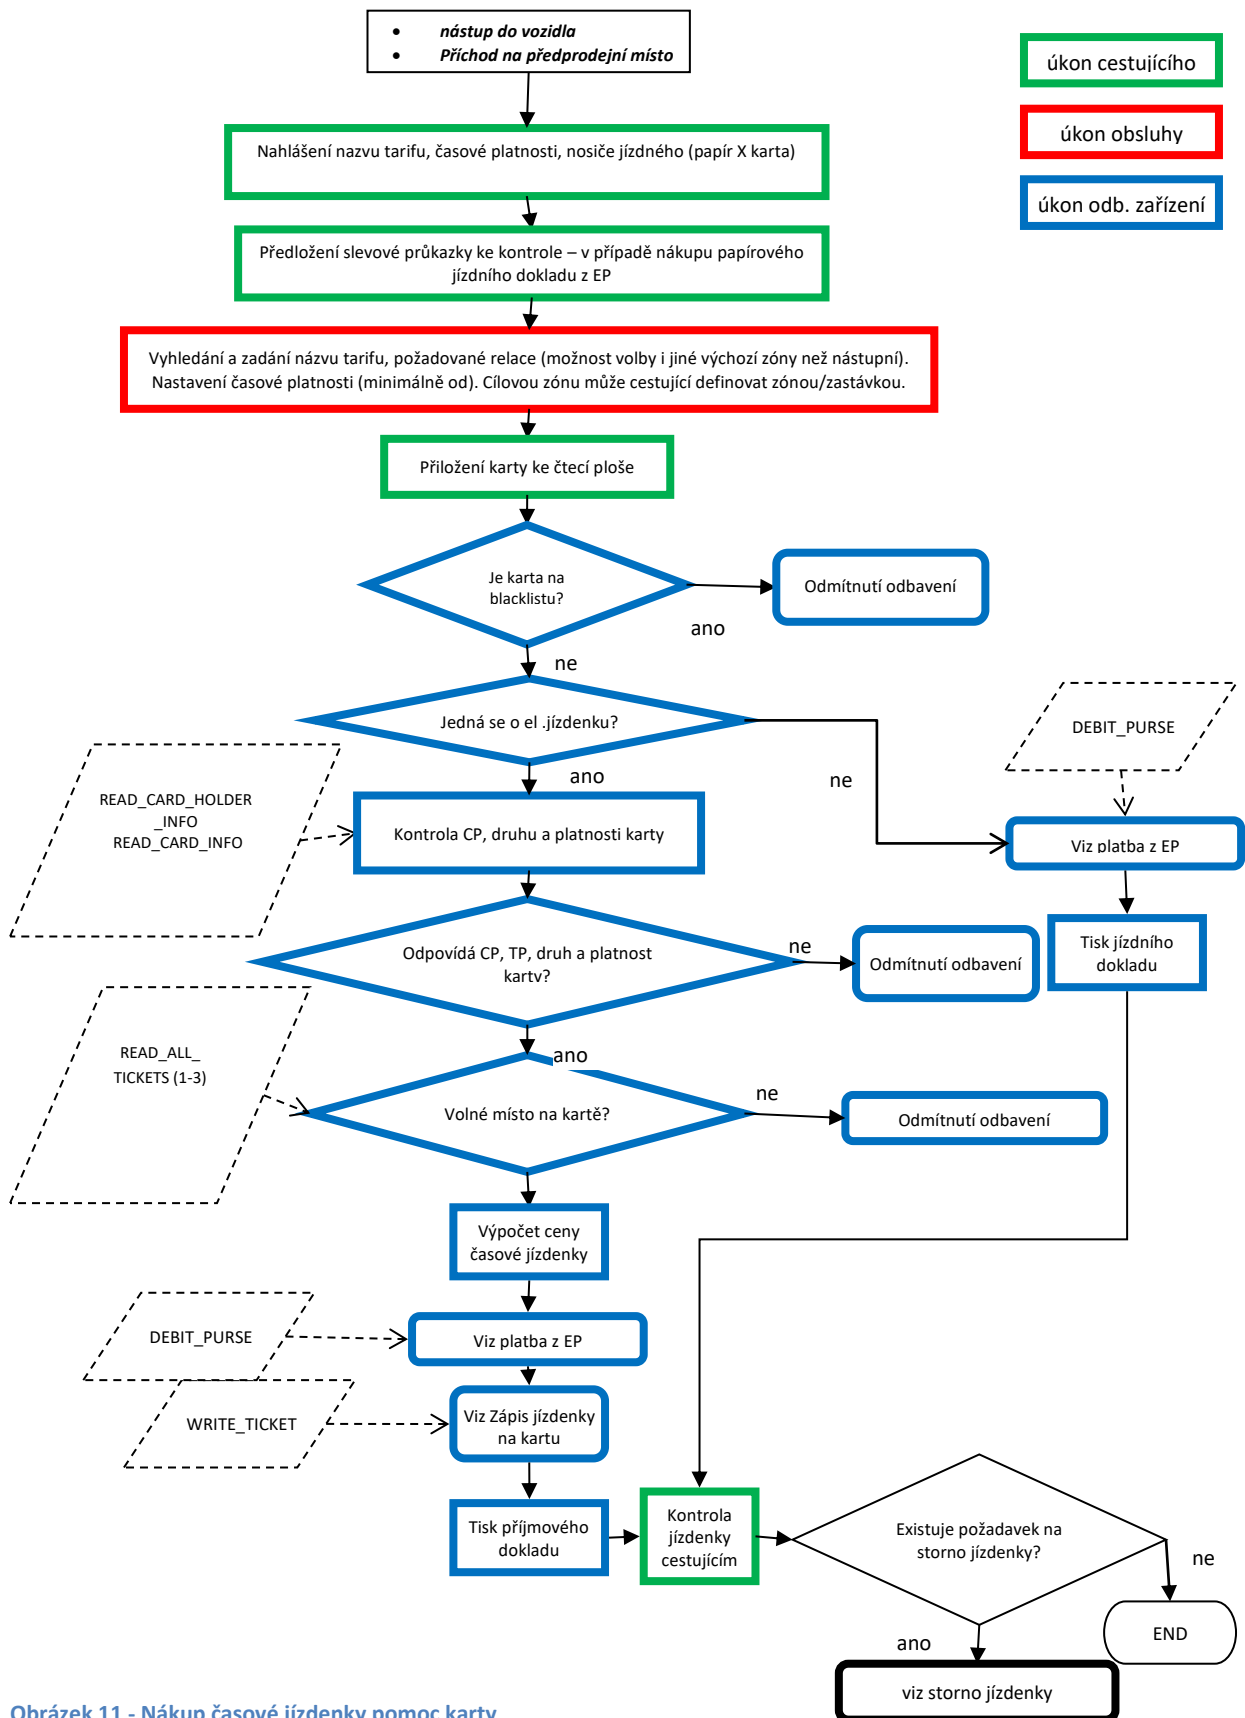 • nástup do vozidla
• Příchod na předprodejní místo
úkon cestujícího
úkon obsluhy
úkon odb. zařízení
Nahlášení nazvu tarifu, časové platnosti, nosiče jízdného (papír X karta)
Předložení slevové průkazky ke kontrole – v případě nákupu papírového
jízdního dokladu z EP
Vyhledání a zadání názvu tarifu, požadované relace (možnost volby i jiné výchozí zóny než nástupní).
Nastavení časové platnosti (minimálně od). Cílovou zónu může cestující definovat zónou/zastávkou.
Přiložení karty ke čtecí ploše
Je karta na
blacklistu?
ano
Odmítnutí odbavení
ne
Jedná se o el .jízdenku?
ne
ano
DEBIT_PURSE
READ_CARD_HOLDER
_INFO
READ_CARD_INFO
Kontrola CP, druhu a platnosti karty
Viz platba z EP
Tisk jízdního
dokladu
Odpovídá CP, TP, druh a platnost
karty?
ne
Odmítnutí odbavení
ano
READ_ALL_
TICKETS (1-3)
Volné místo na kartě?
ne
Odmítnutí odbavení
Výpočet ceny
časové jízdenky
DEBIT_PURSE
Viz platba z EP
WRITE_TICKET
Viz Zápis jízdenky
na kartu
Tisk příjmového
dokladu
Kontrola
jízdenky
cestujícím
Existuje požadavek na
storno jízdenky?
ne
END
ano
viz storno jízdenky
Obrázek 11 - Nákup časové jízdenky pomoc karty